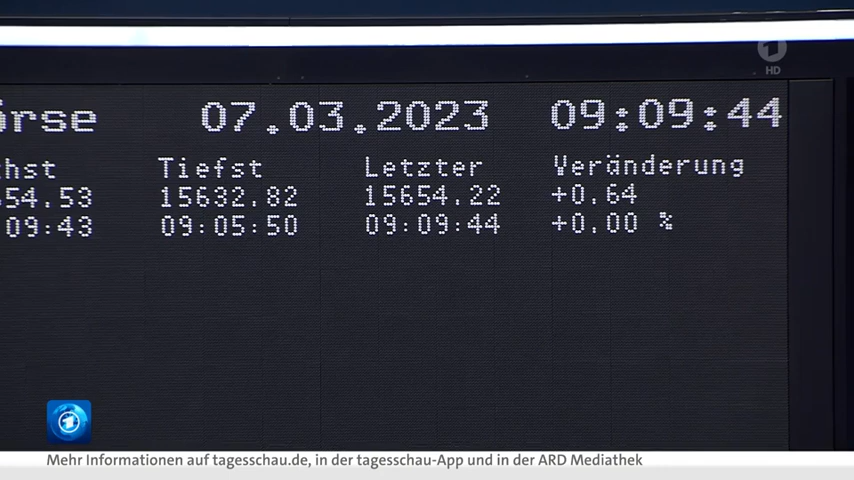 HD
örse 07.03.2023 09:09:44
hst Tiefst Letzter Veränderung
54.53 15632.82 15654.22 +0.64
09:43 09:05:50 09:09:44 +0.00 %
Mehr Informationen auf tagesschau.de, in der tagesschau-App und in der ARD Mediathek